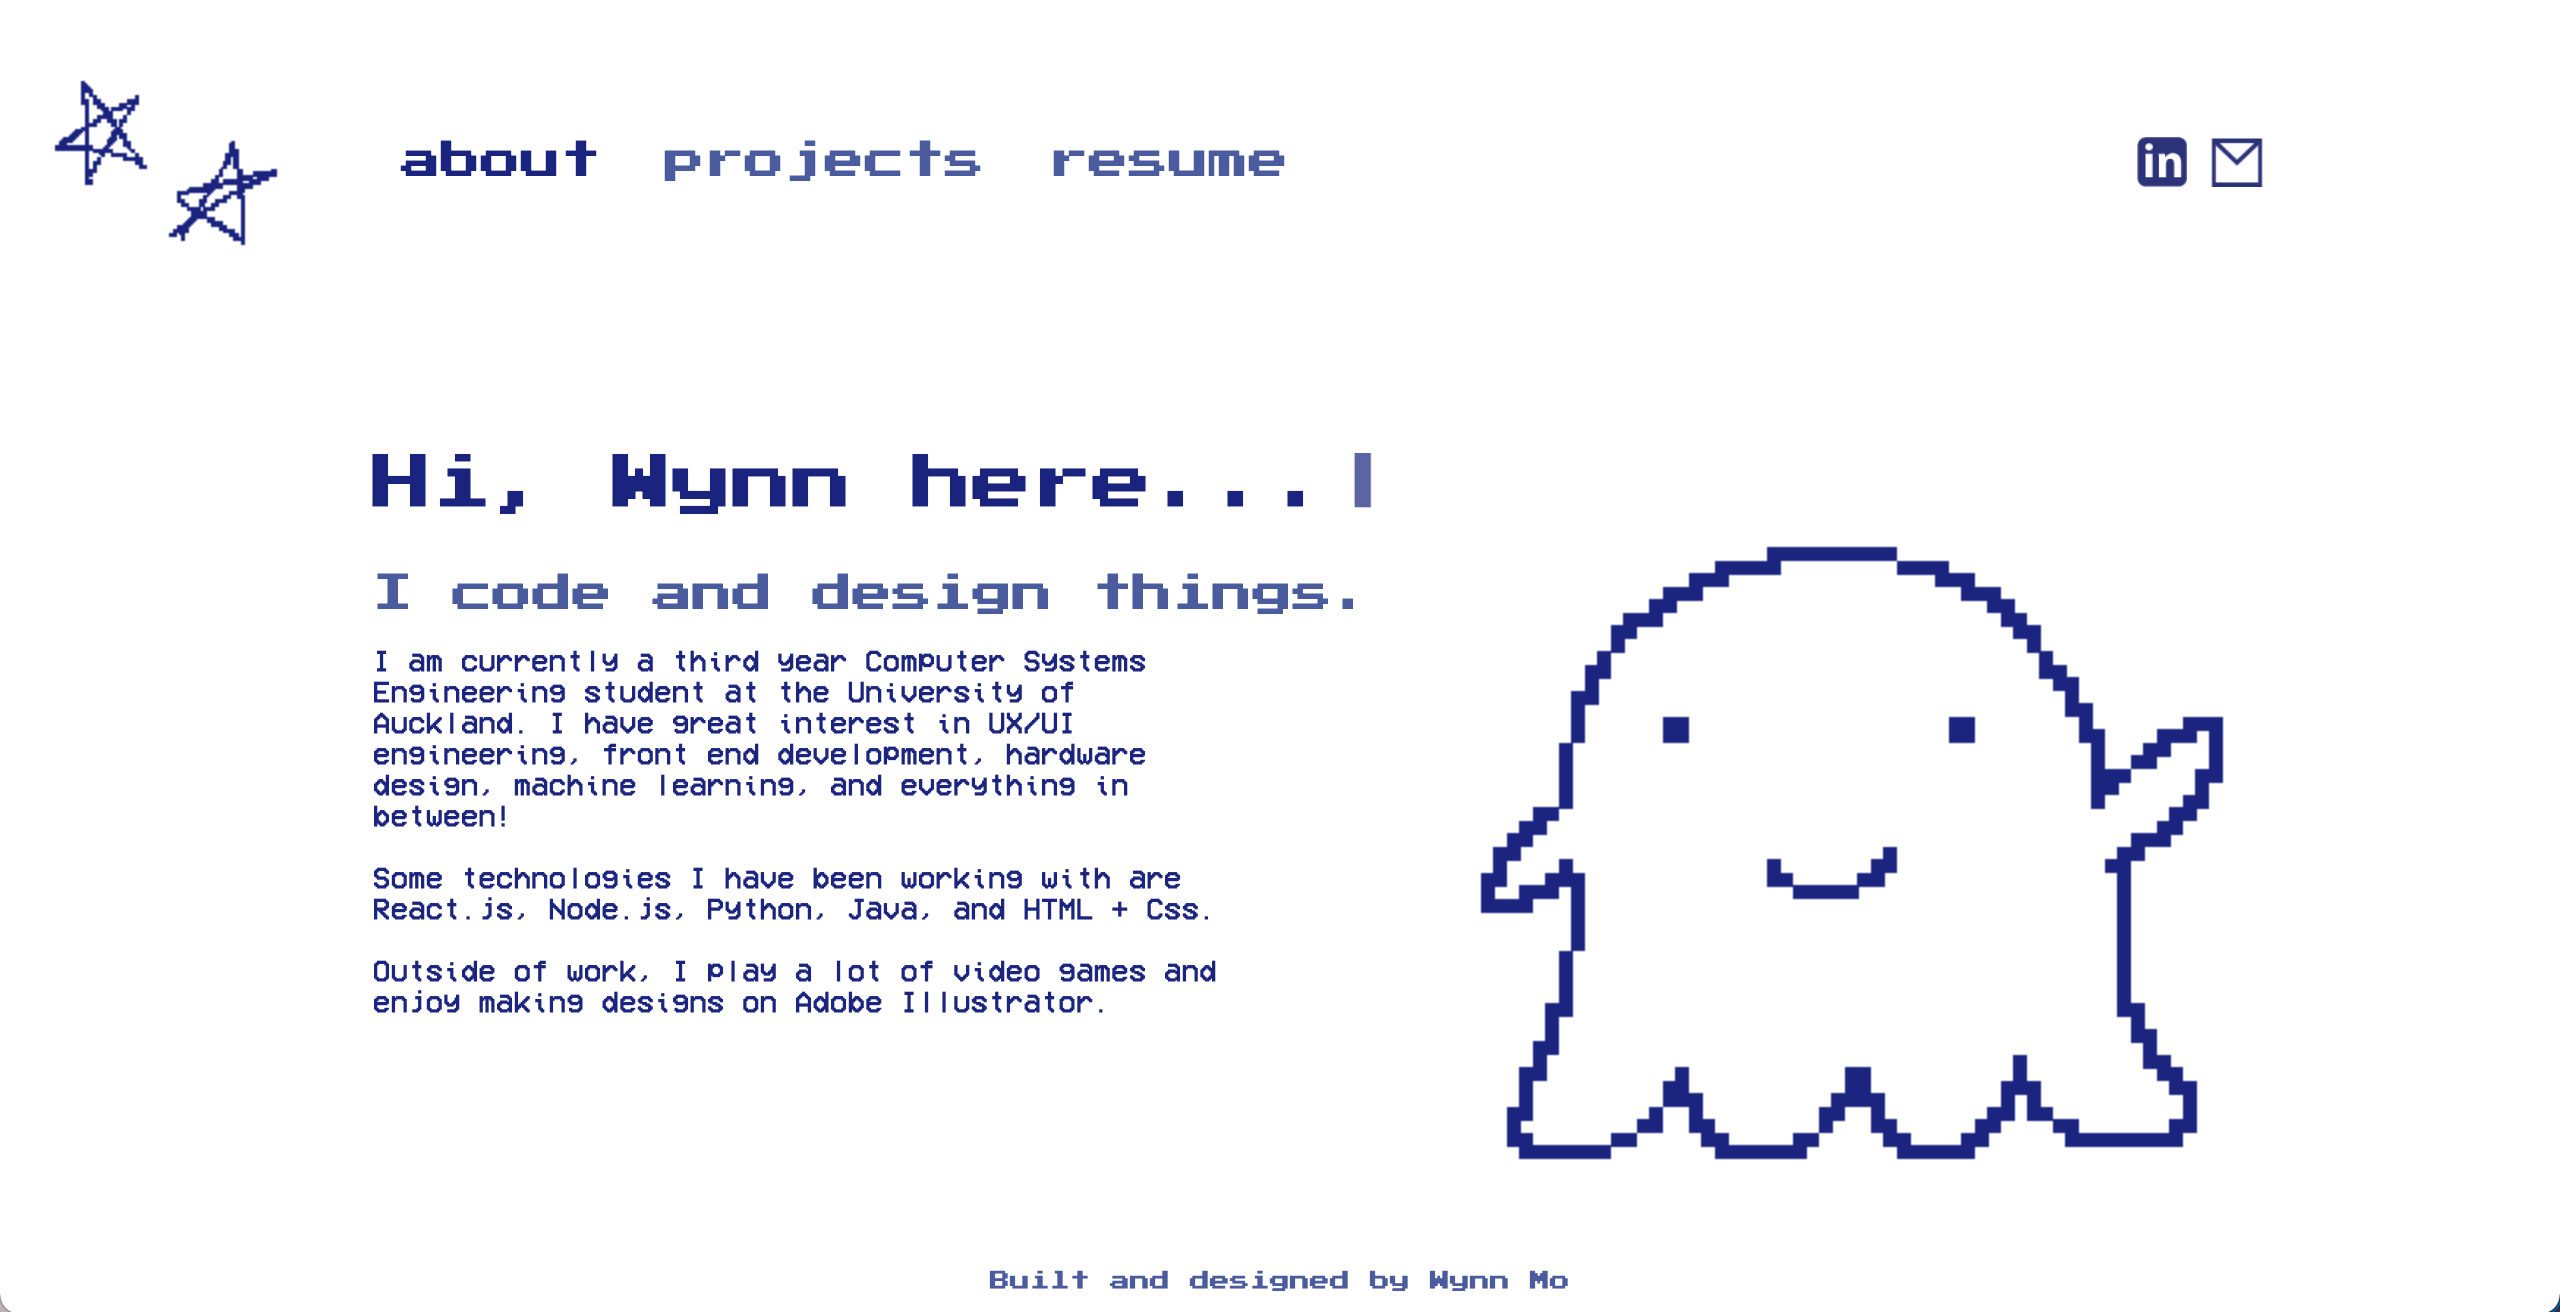 about projects resume
in
Hi, Wynn here...
I code and design things.
I am currently a third year Computer Systems
Engineering student at the University of
Auckland. I have great interest in UX/UI
engineering, front end development, hardware
design, machine learning, and everything in
between!
Some technologies I have been working with are
React.js, Node.js, Python, Java, and HTML + Css.
Outside of work, I play a lot of video games and
enjoy making designs on Adobe Illustrator.
Built and designed by Wynn Mo